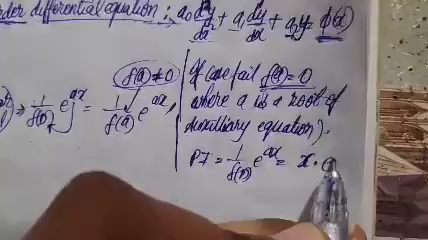 order differential equation : a₀ d²y/dx² + a₁ dy/dx + a₂y = φ(x)
f(a) ≠ 0
⇒ 1/f(D) e^ax = 1/f(a) e^ax,
If case fail f(a) = 0
where a is a root of
auxiliary equation).
PI = 1/f(D) e^ax = x.